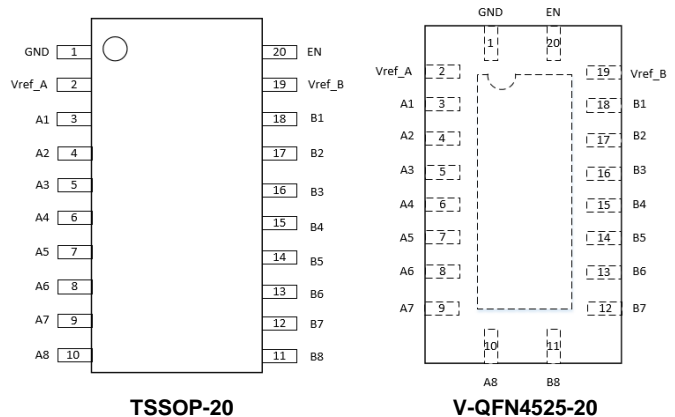 GND 1 20 EN
Vref_A 2 19 Vref_B
A1 3 18 B1
A2 4 17 B2
A3 5 16 B3
A4 6 15 B4
A5 7 14 B5
A6 8 13 B6
A7 9 12 B7
A8 10 11 B8
TSSOP-20
GND EN
1 20
Vref_A 2 19 Vref_B
A1 3 18 B1
A2 4 17 B2
A3 5 16 B3
A4 6 15 B4
A5 7 14 B5
A6 8 13 B6
A7 9 12 B7
10 11
A8 B8
V-QFN4525-20